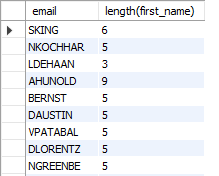 email length(first_name)
SKING 6
NKOCHHAR 5
LDEHAAN 3
AHUNOLD 9
BERNST 5
DAUSTIN 5
VPATABAL 5
DLORENTZ 5
NGREENBE 5